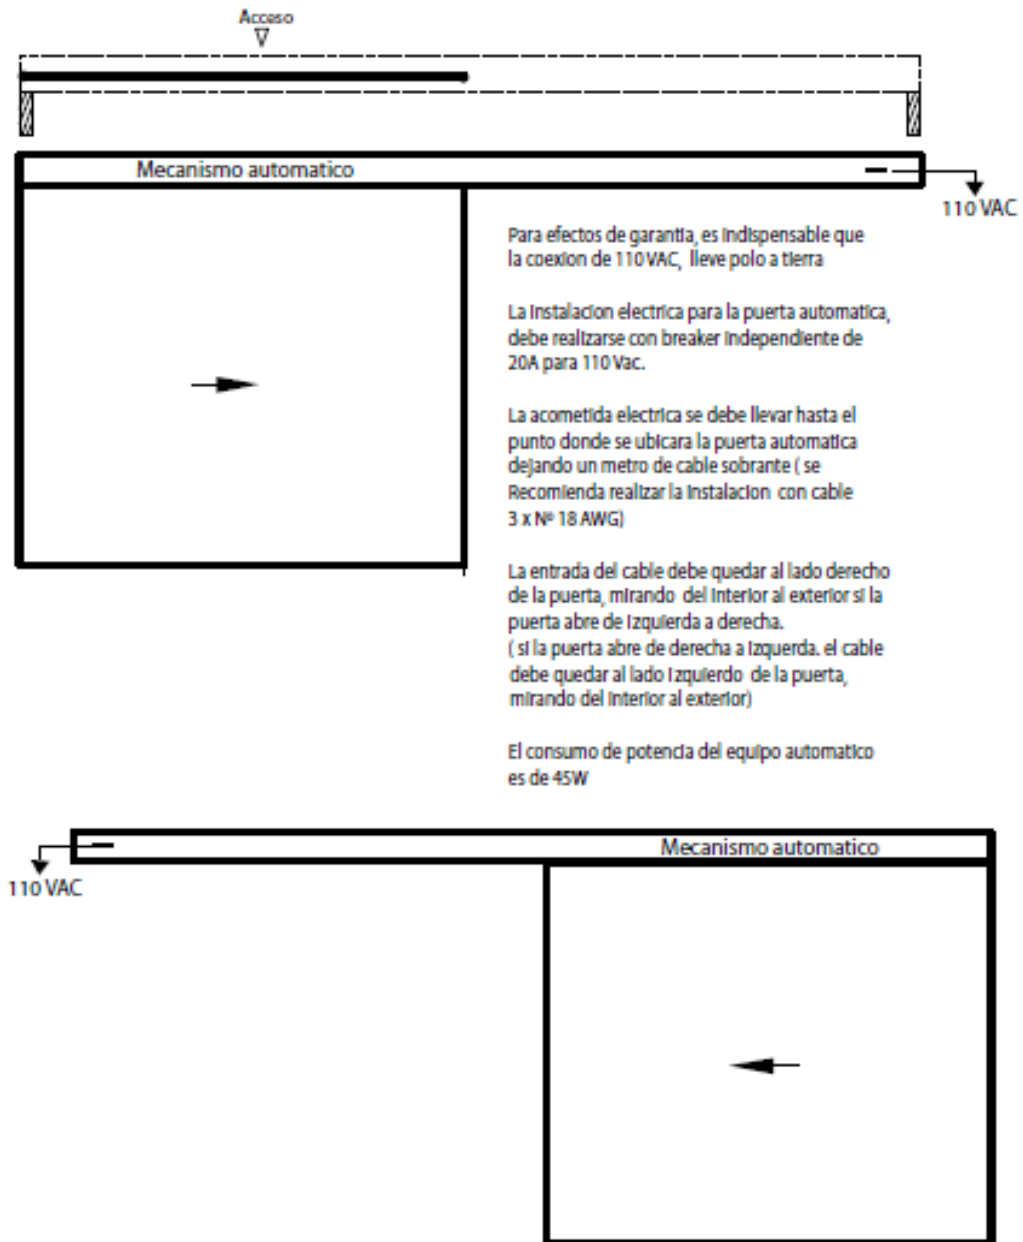 Acceso
Mecanismo automatico
110 VAC
Para efectos de garantia, es indispensable que
la coexion de 110 VAC, lleve polo a tierra
La instalacion electrica para la puerta automatica,
debe realizarse con breaker independiente de
20A para 110 Vac.
La acometida electrica se debe llevar hasta el
punto donde se ubicara la puerta automatica
dejando un metro de cable sobrante ( se
Recomienda realizar la instalacion con cable
3 x Nº 18 AWG)
La entrada del cable debe quedar al lado derecho
de la puerta, mirando del interior al exterior si la
puerta abre de izquierda a derecha.
( si la puerta abre de derecha a izquerda. el cable
debe quedar al lado izquierdo de la puerta,
mirando del interior al exterior)
El consumo de potencia del equipo automatico
es de 45W
Mecanismo automatico
110 VAC